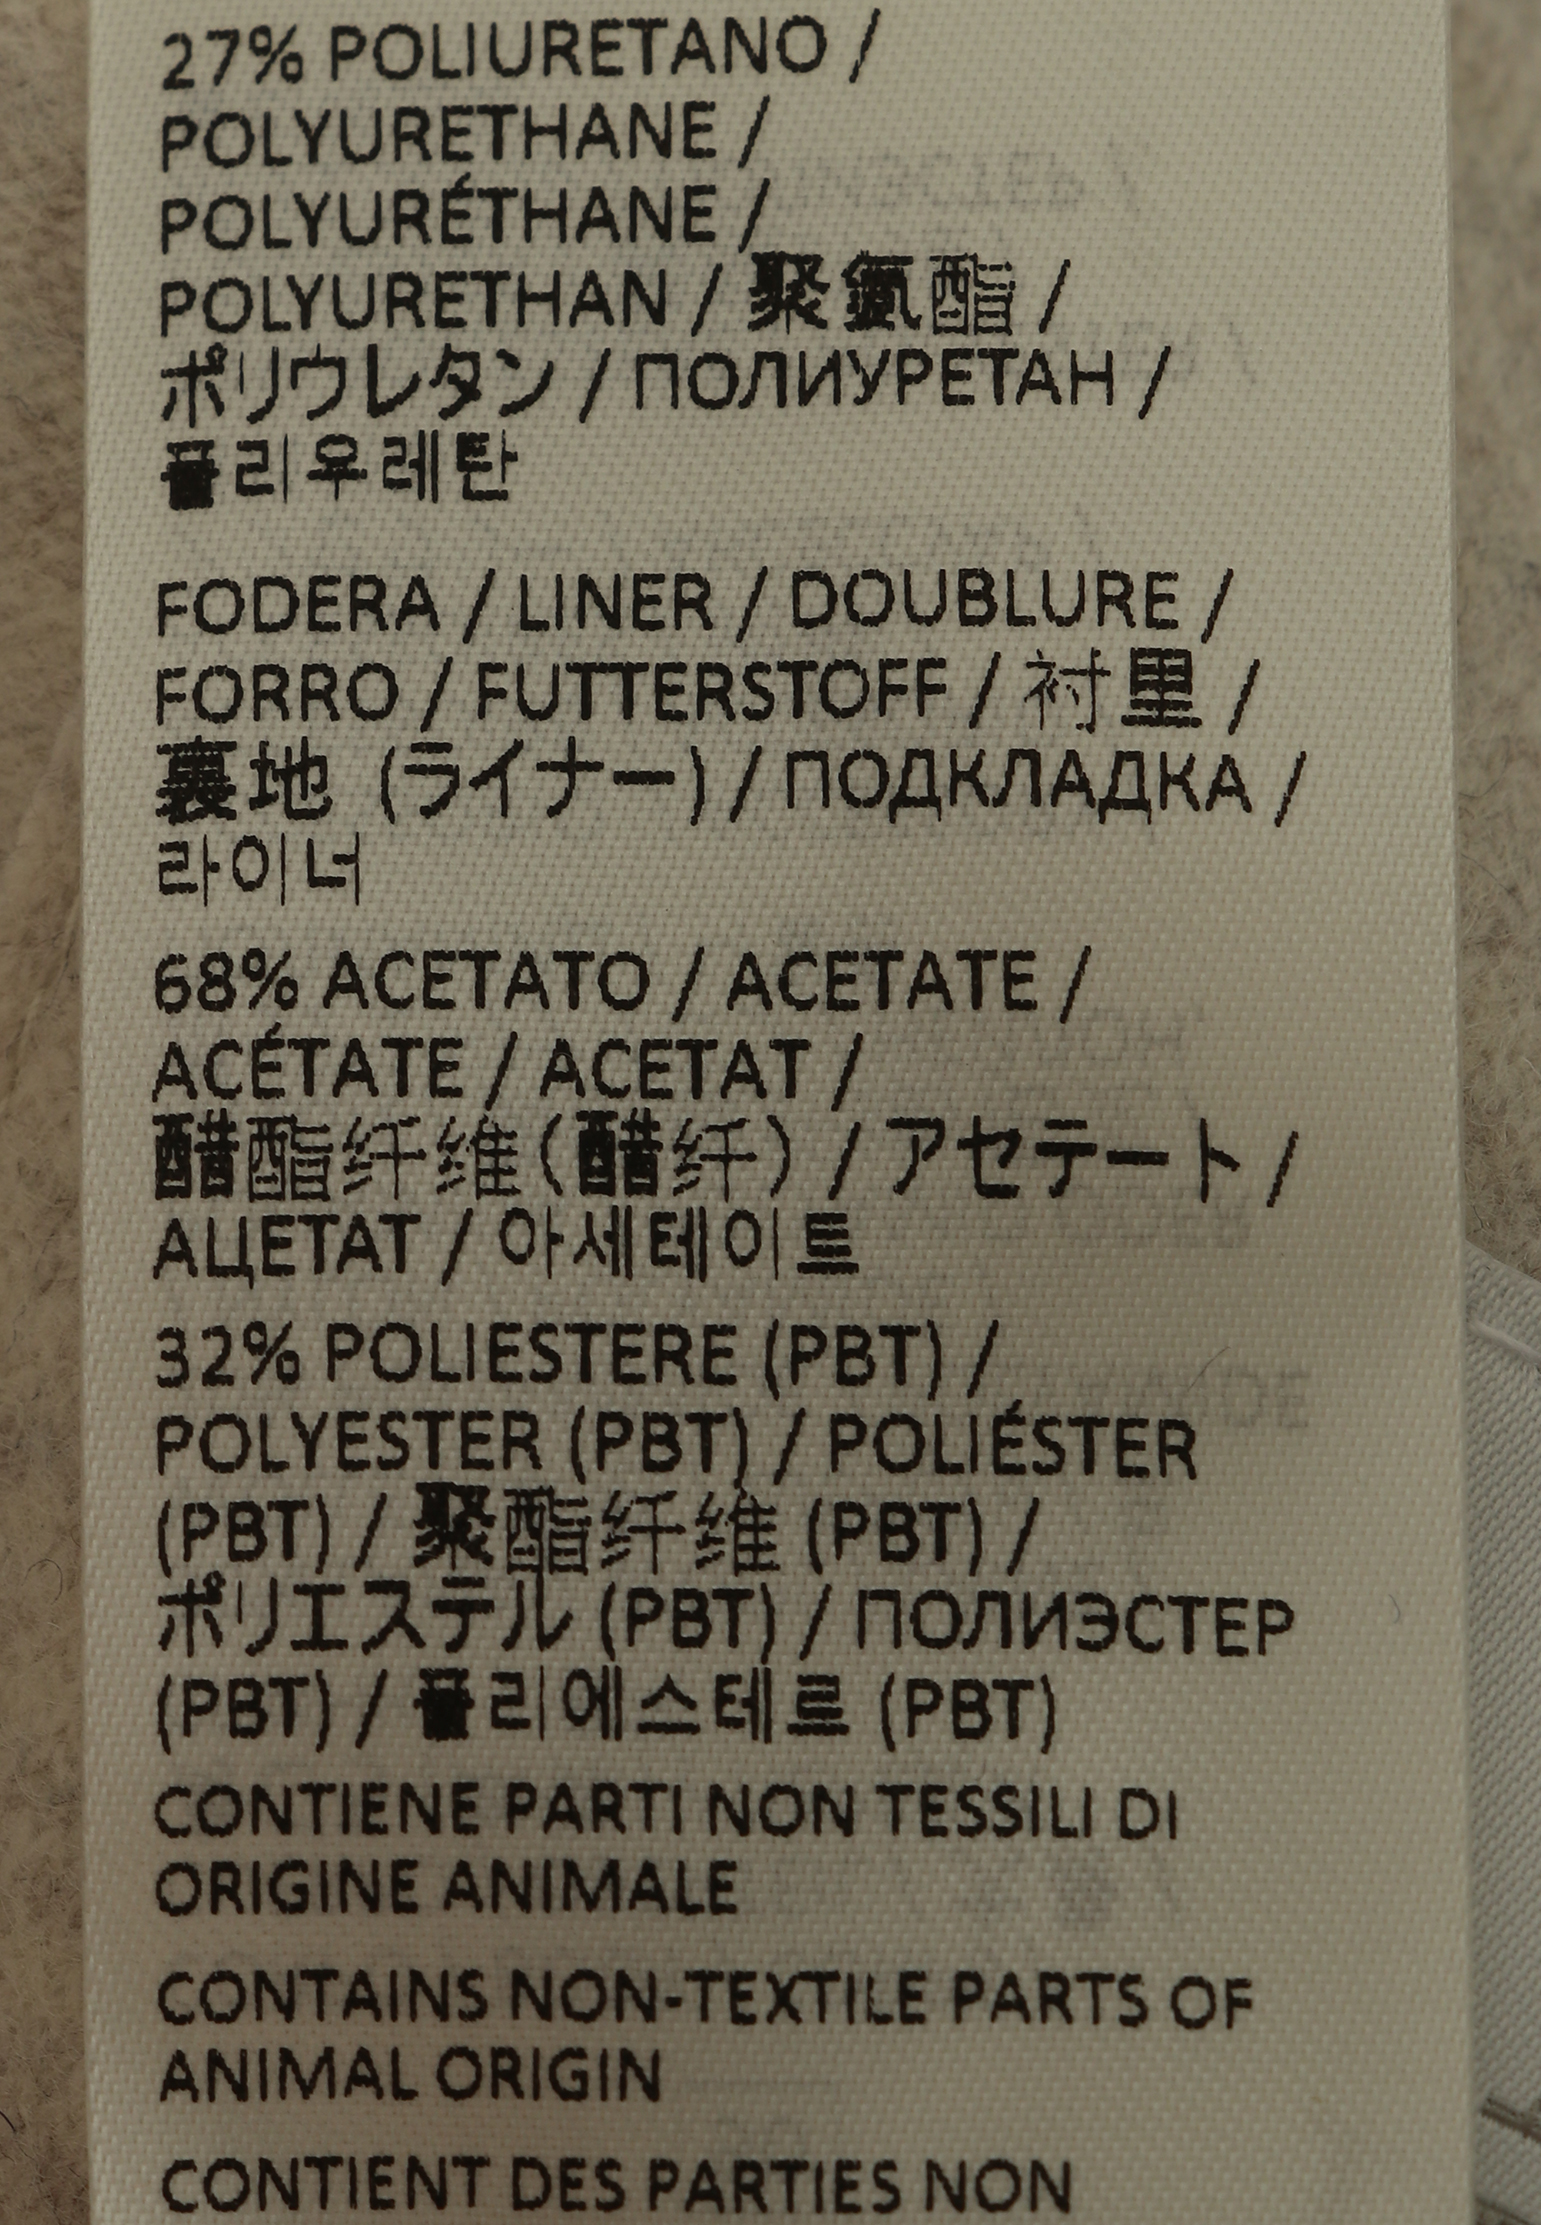 27% POLIURETANO /
POLYURETHANE /
POLYURÉTHANE /
POLYURETHAN / 聚氨酯 /
ポリウレタン / ПОЛИУРЕТАН /
폴리우레탄
FODERA / LINER / DOUBLURE /
FORRO / FUTTERSTOFF / 衬里 /
裏地 (ライナー) / ПОДКЛАДКА /
라이너
68% ACETATO / ACETATE /
ACÉTATE / ACETAT /
醋酯纤维(醋纤) / アセテート /
АЦЕТАТ / 아세테이트
32% POLIESTERE (PBT) /
POLYESTER (PBT) / POLIÉSTER
(PBT) / 聚酯纤维 (PBT) /
ポリエステル (PBT) / ПОЛИЭСТЕР
(PBT) / 폴리에스테르 (PBT)
CONTIENE PARTI NON TESSILI DI
ORIGINE ANIMALE
CONTAINS NON-TEXTILE PARTS OF
ANIMAL ORIGIN
CONTIENT DES PARTIES NON